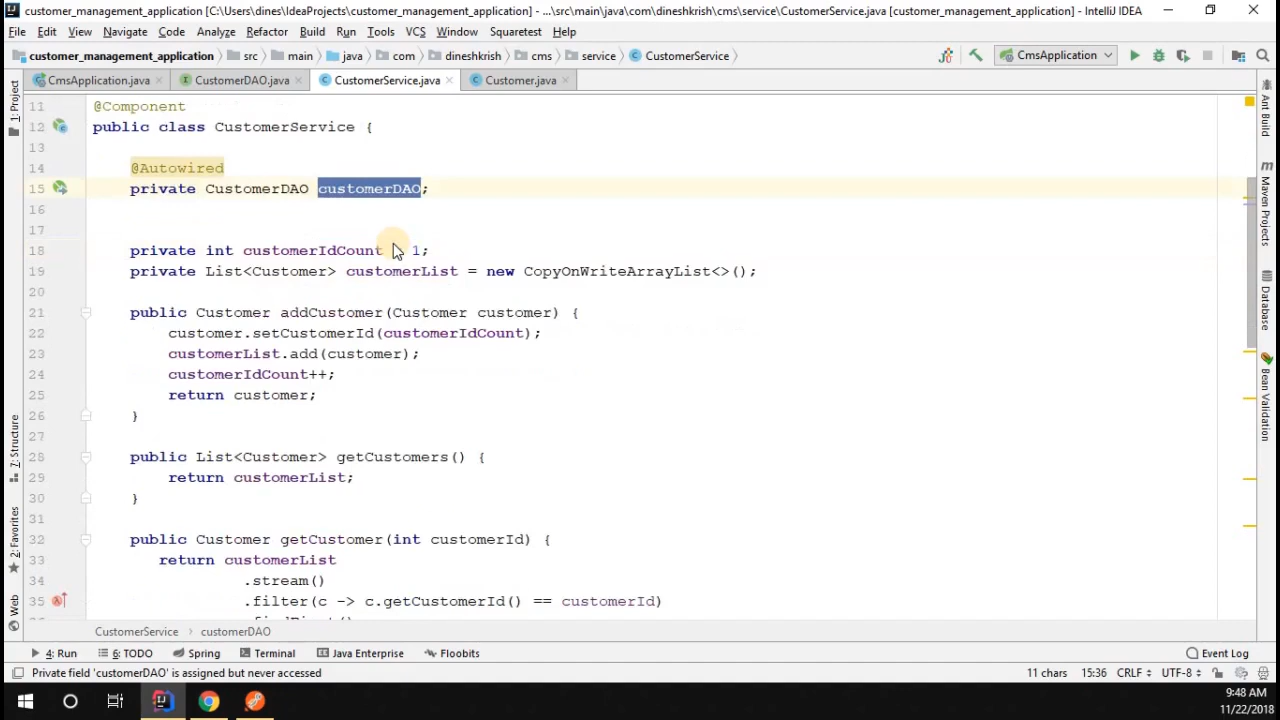 customer_management_application [C:\Users\dines\IdeaProjects\customer_management_application] - ...\src\main\java\com\dineshkrish\cms\service\CustomerService.java [customer_management_application] - IntelliJ IDEA
File Edit View Navigate Code Analyze Refactor Build Run Tools VCS Window Squaretest Help
customer_management_application src main java com dineshkrish cms service CustomerService CmsApplication
CmsApplication.java CustomerDAO.java CustomerService.java Customer.java
1: Project
7: Structure
2: Favorites
Web
11 @Component
12 public class CustomerService {
13
14 @Autowired
15 private CustomerDAO customerDAO;
16
17
18 private int customerIdCount 1;
19 private List<Customer> customerList = new CopyOnWriteArrayList<>();
20
21 public Customer addCustomer(Customer customer) {
22 customer.setCustomerId(customerIdCount);
23 customerList.add(customer);
24 customerIdCount++;
25 return customer;
26 }
27
28 public List<Customer> getCustomers() {
29 return customerList;
30 }
31
32 public Customer getCustomer(int customerId) {
33 return customerList
34 .stream()
35 .filter(c -> c.getCustomerId() == customerId)
Ant Build
m Maven Projects
Database
Bean Validation
CustomerService customerDAO
4: Run 6: TODO Spring Terminal Java Enterprise Floobits Event Log
Private field 'customerDAO' is assigned but never accessed 11 chars 15:36 CRLF UTF-8
9:48 AM
11/22/2018